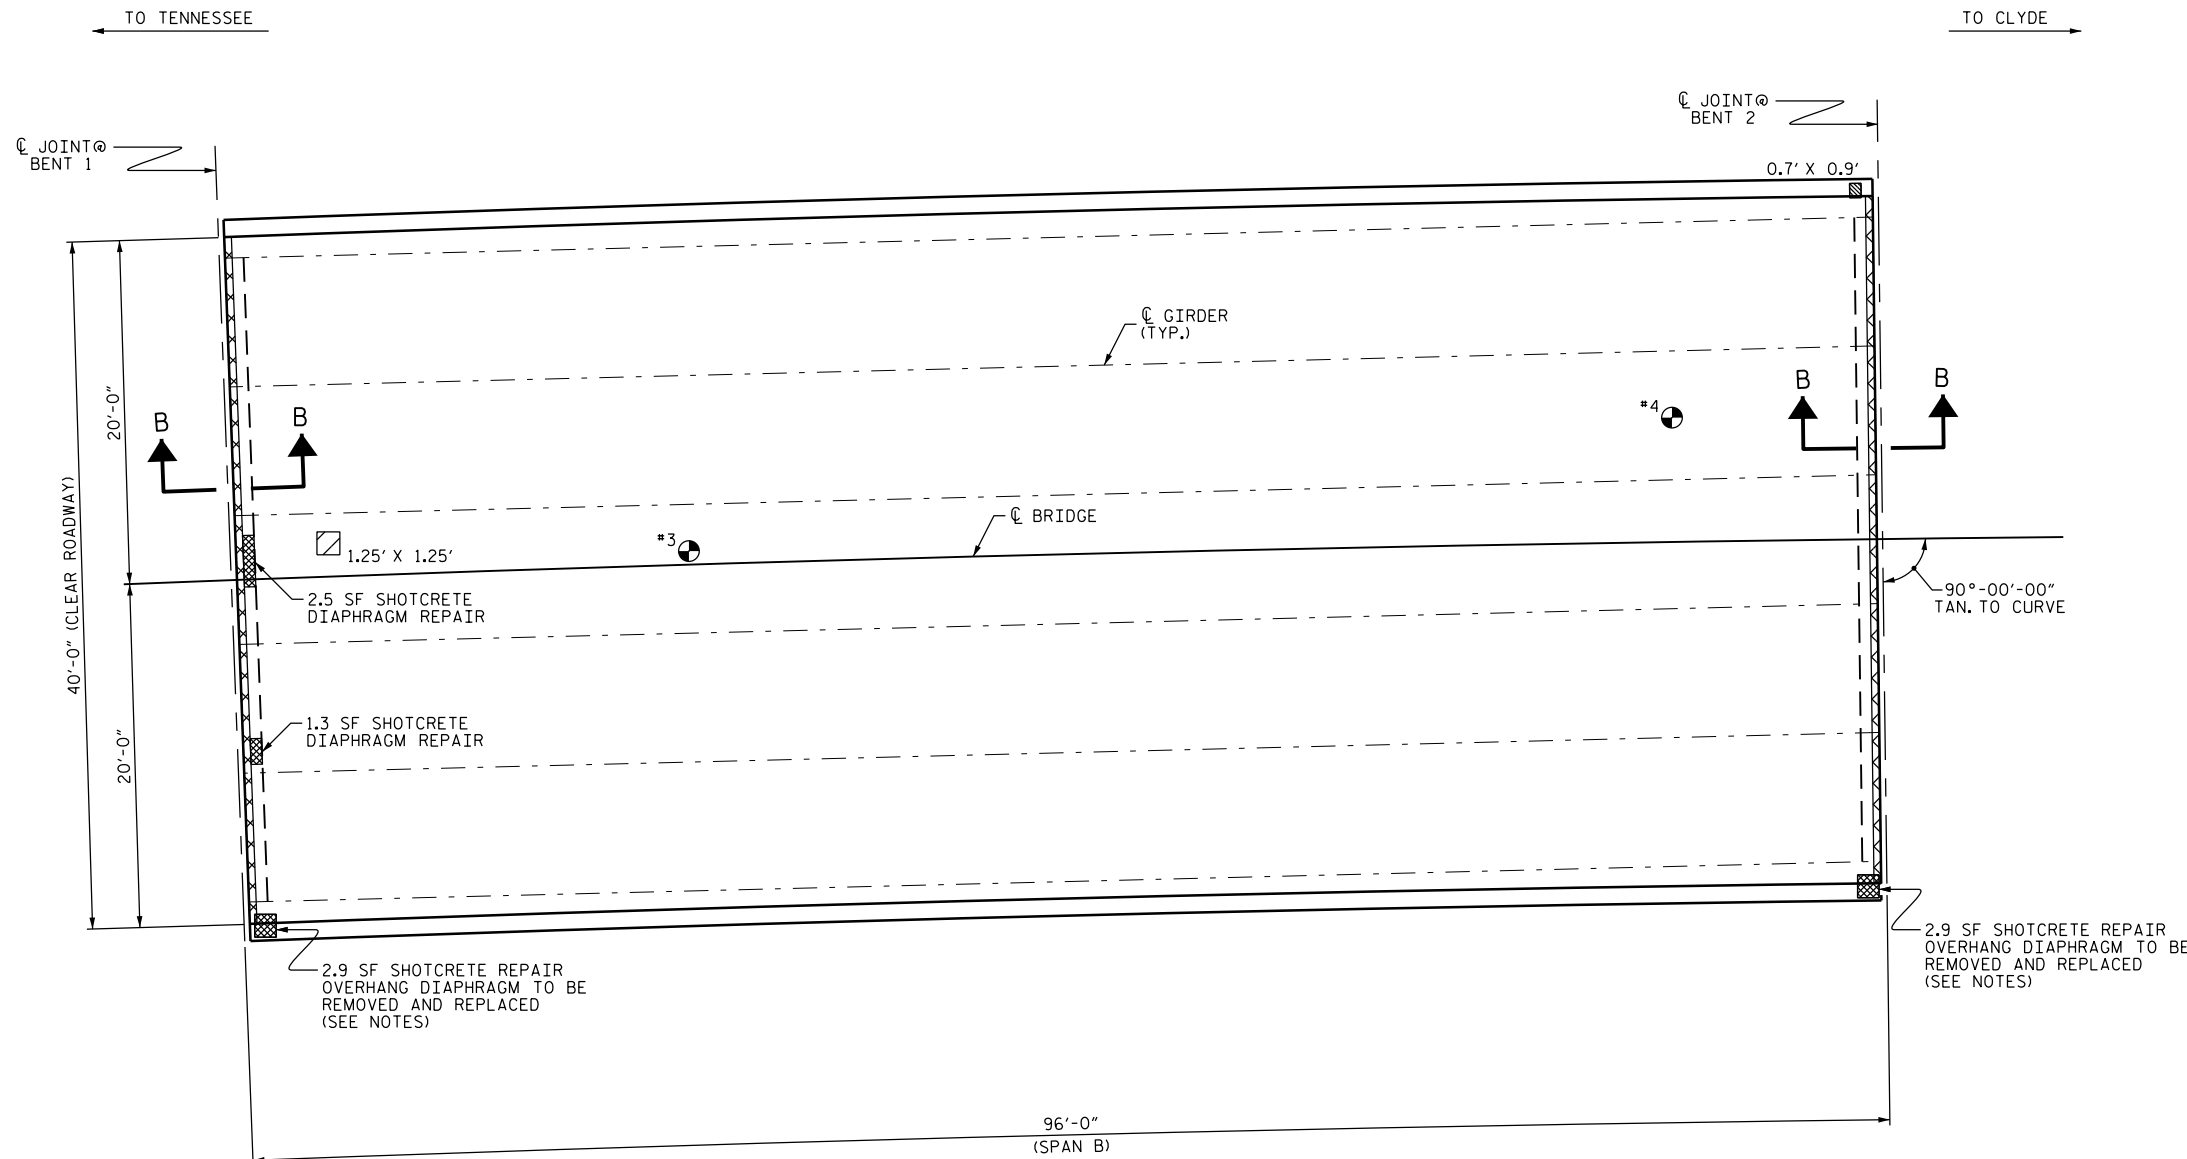 TO TENNESSEE
TO CLYDE
℄ JOINT@
BENT 2
℄ JOINT@
BENT 1
0.7' X 0.9'
℄ GIRDER
(TYP.)
B
B
B
B
#4
20'-0"
40'-0" (CLEAR ROADWAY)
℄ BRIDGE
#3
1.25' X 1.25'
2.5 SF SHOTCRETE
DIAPHRAGM REPAIR
90°-00'-00"
TAN. TO CURVE
1.3 SF SHOTCRETE
DIAPHRAGM REPAIR
20'-0"
2.9 SF SHOTCRETE REPAIR
OVERHANG DIAPHRAGM TO BE
REMOVED AND REPLACED
(SEE NOTES)
2.9 SF SHOTCRETE REPAIR
OVERHANG DIAPHRAGM TO BE
REMOVED AND REPLACED
(SEE NOTES)
96'-0"
(SPAN B)